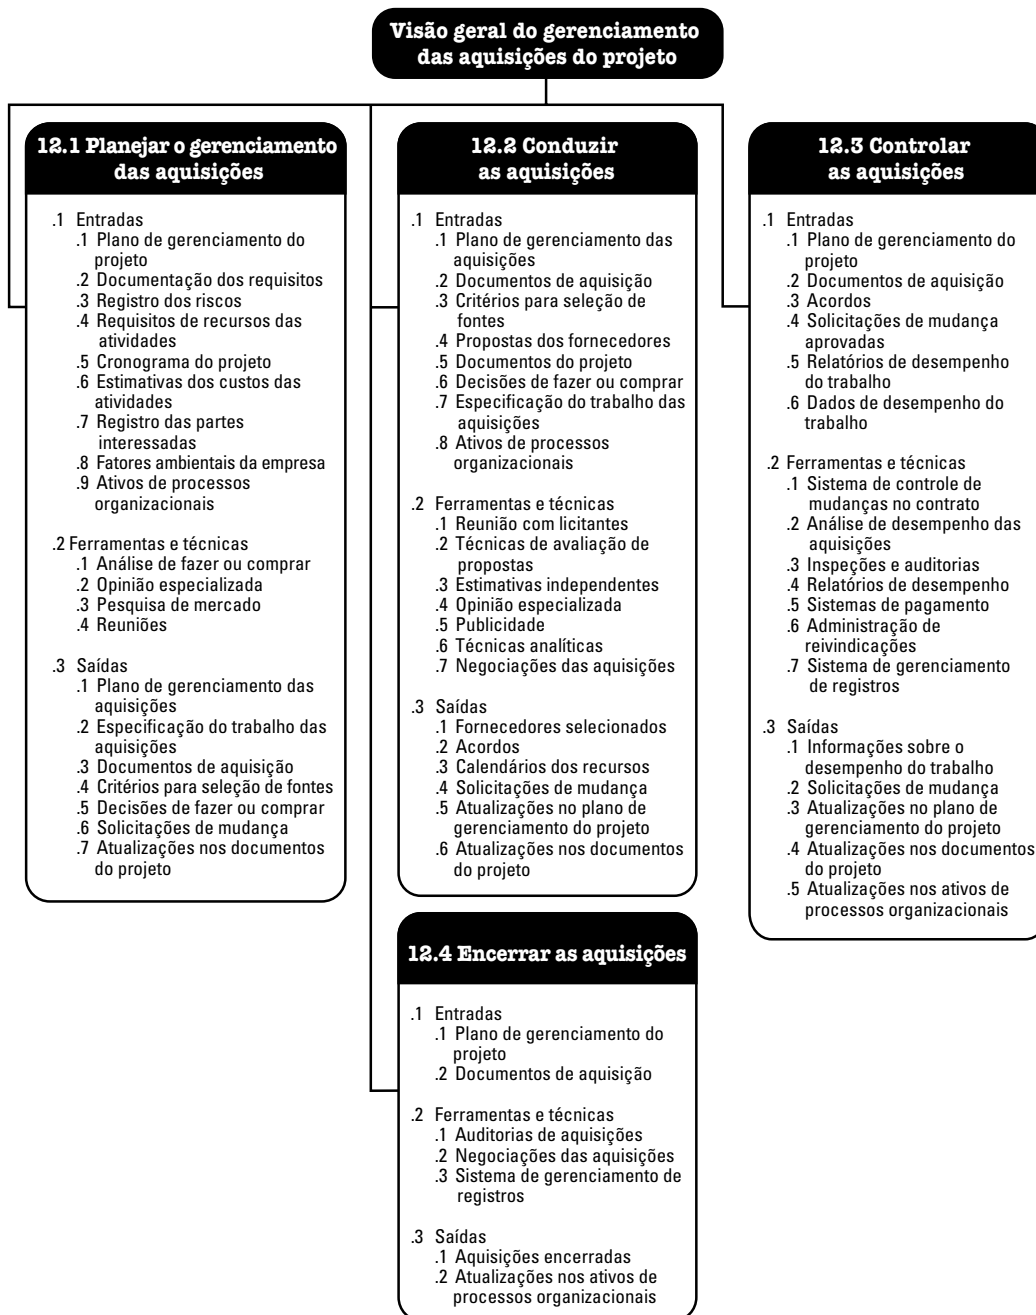 Visão geral do gerenciamento
das aquisições do projeto
12.1 Planejar o gerenciamento
das aquisições
.1 Entradas
.1 Plano de gerenciamento do
projeto
.2 Documentação dos requisitos
.3 Registro dos riscos
.4 Requisitos de recursos das
atividades
.5 Cronograma do projeto
.6 Estimativas dos custos das
atividades
.7 Registro das partes
interessadas
.8 Fatores ambientais da empresa
.9 Ativos de processos
organizacionais
.2 Ferramentas e técnicas
.1 Análise de fazer ou comprar
.2 Opinião especializada
.3 Pesquisa de mercado
.4 Reuniões
.3 Saídas
.1 Plano de gerenciamento das
aquisições
.2 Especificação do trabalho das
aquisições
.3 Documentos de aquisição
.4 Critérios para seleção de fontes
.5 Decisões de fazer ou comprar
.6 Solicitações de mudança
.7 Atualizações nos documentos
do projeto
12.2 Conduzir
as aquisições
.1 Entradas
.1 Plano de gerenciamento das
aquisições
.2 Documentos de aquisição
.3 Critérios para seleção de
fontes
.4 Propostas dos fornecedores
.5 Documentos do projeto
.6 Decisões de fazer ou comprar
.7 Especificação do trabalho das
aquisições
.8 Ativos de processos
organizacionais
.2 Ferramentas e técnicas
.1 Reunião com licitantes
.2 Técnicas de avaliação de
propostas
.3 Estimativas independentes
.4 Opinião especializada
.5 Publicidade
.6 Técnicas analíticas
.7 Negociações das aquisições
.3 Saídas
.1 Fornecedores selecionados
.2 Acordos
.3 Calendários dos recursos
.4 Solicitações de mudança
.5 Atualizações no plano de
gerenciamento do projeto
.6 Atualizações nos documentos
do projeto
12.3 Controlar
as aquisições
.1 Entradas
.1 Plano de gerenciamento do
projeto
.2 Documentos de aquisição
.3 Acordos
.4 Solicitações de mudança
aprovadas
.5 Relatórios de desempenho
do trabalho
.6 Dados de desempenho do
trabalho
.2 Ferramentas e técnicas
.1 Sistema de controle de
mudanças no contrato
.2 Análise de desempenho das
aquisições
.3 Inspeções e auditorias
.4 Relatórios de desempenho
.5 Sistemas de pagamento
.6 Administração de
reivindicações
.7 Sistema de gerenciamento
de registros
.3 Saídas
.1 Informações sobre o
desempenho do trabalho
.2 Solicitações de mudança
.3 Atualizações no plano de
gerenciamento do projeto
.4 Atualizações nos documentos
do projeto
.5 Atualizações nos ativos de
processos organizacionais
12.4 Encerrar as aquisições
.1 Entradas
.1 Plano de gerenciamento do
projeto
.2 Documentos de aquisição
.2 Ferramentas e técnicas
.1 Auditorias de aquisições
.2 Negociações das aquisições
.3 Sistema de gerenciamento de
registros
.3 Saídas
.1 Aquisições encerradas
.2 Atualizações nos ativos de
processos organizacionais